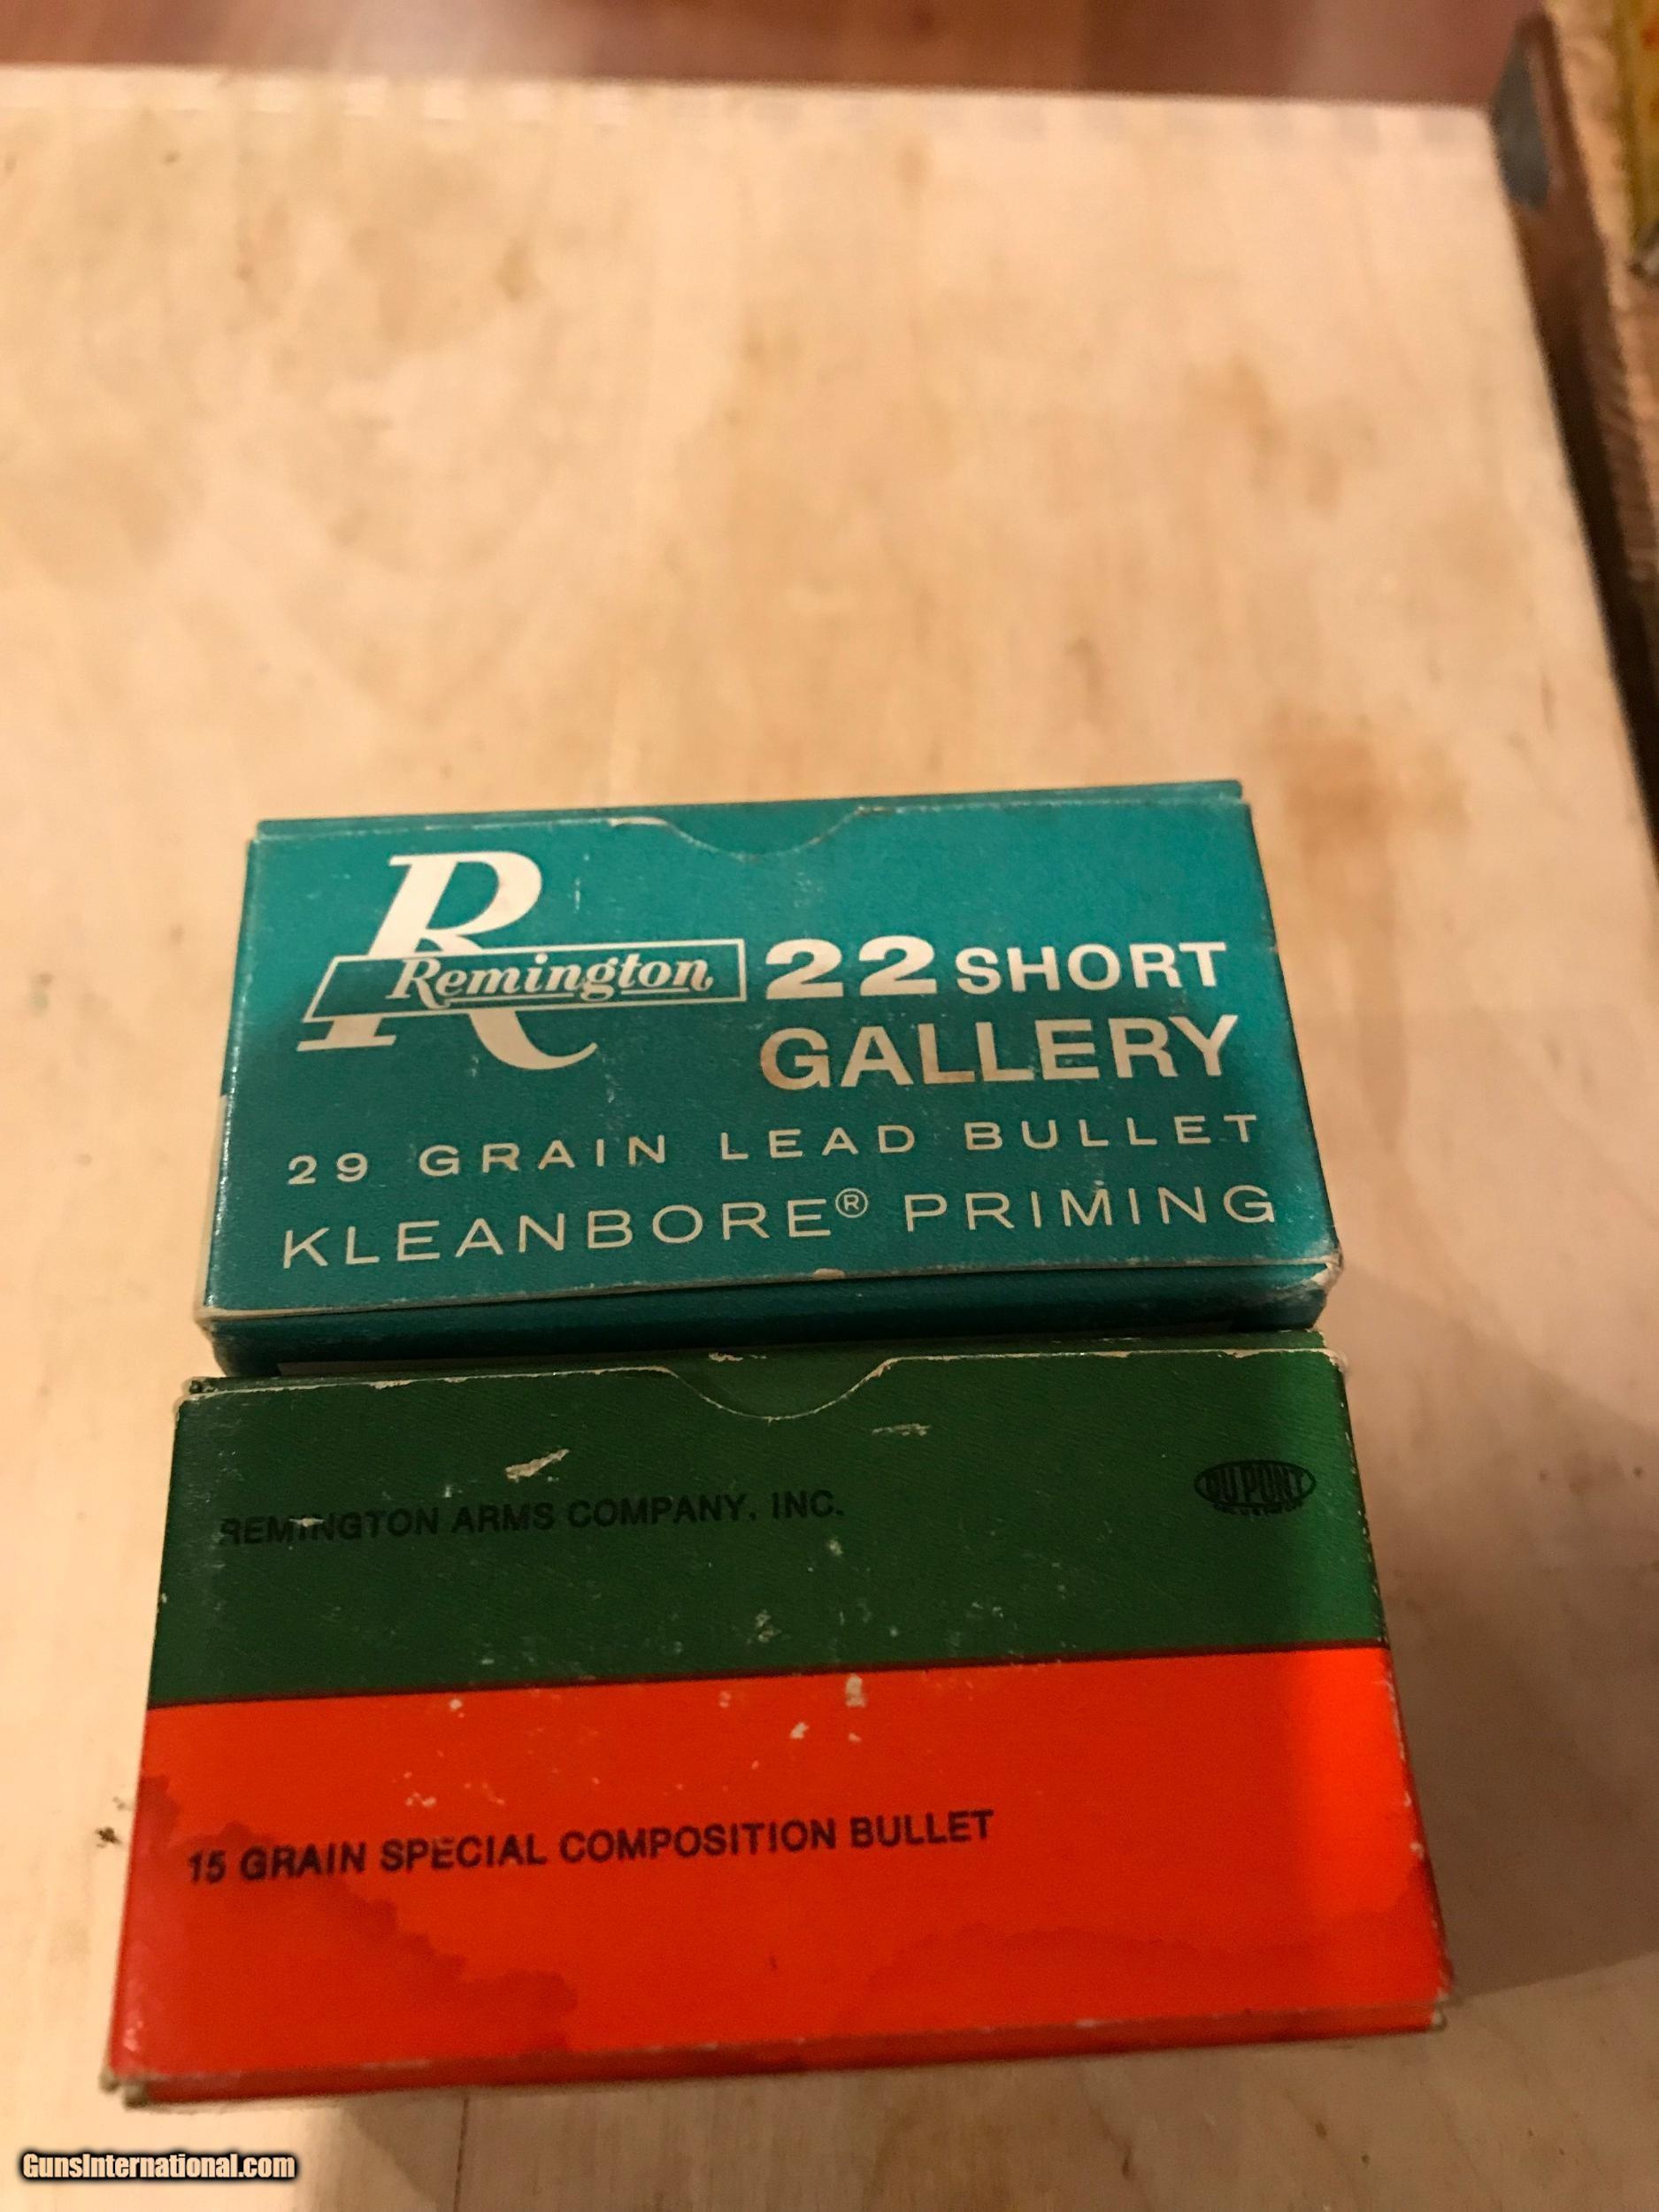 R
Remington
22 SHORT
GALLERY
29 GRAIN LEAD BULLET
KLEANBORE® PRIMING
REMINGTON ARMS COMPANY, INC.
DU PONT
15 GRAIN SPECIAL COMPOSITION BULLET
GunsInternational.com